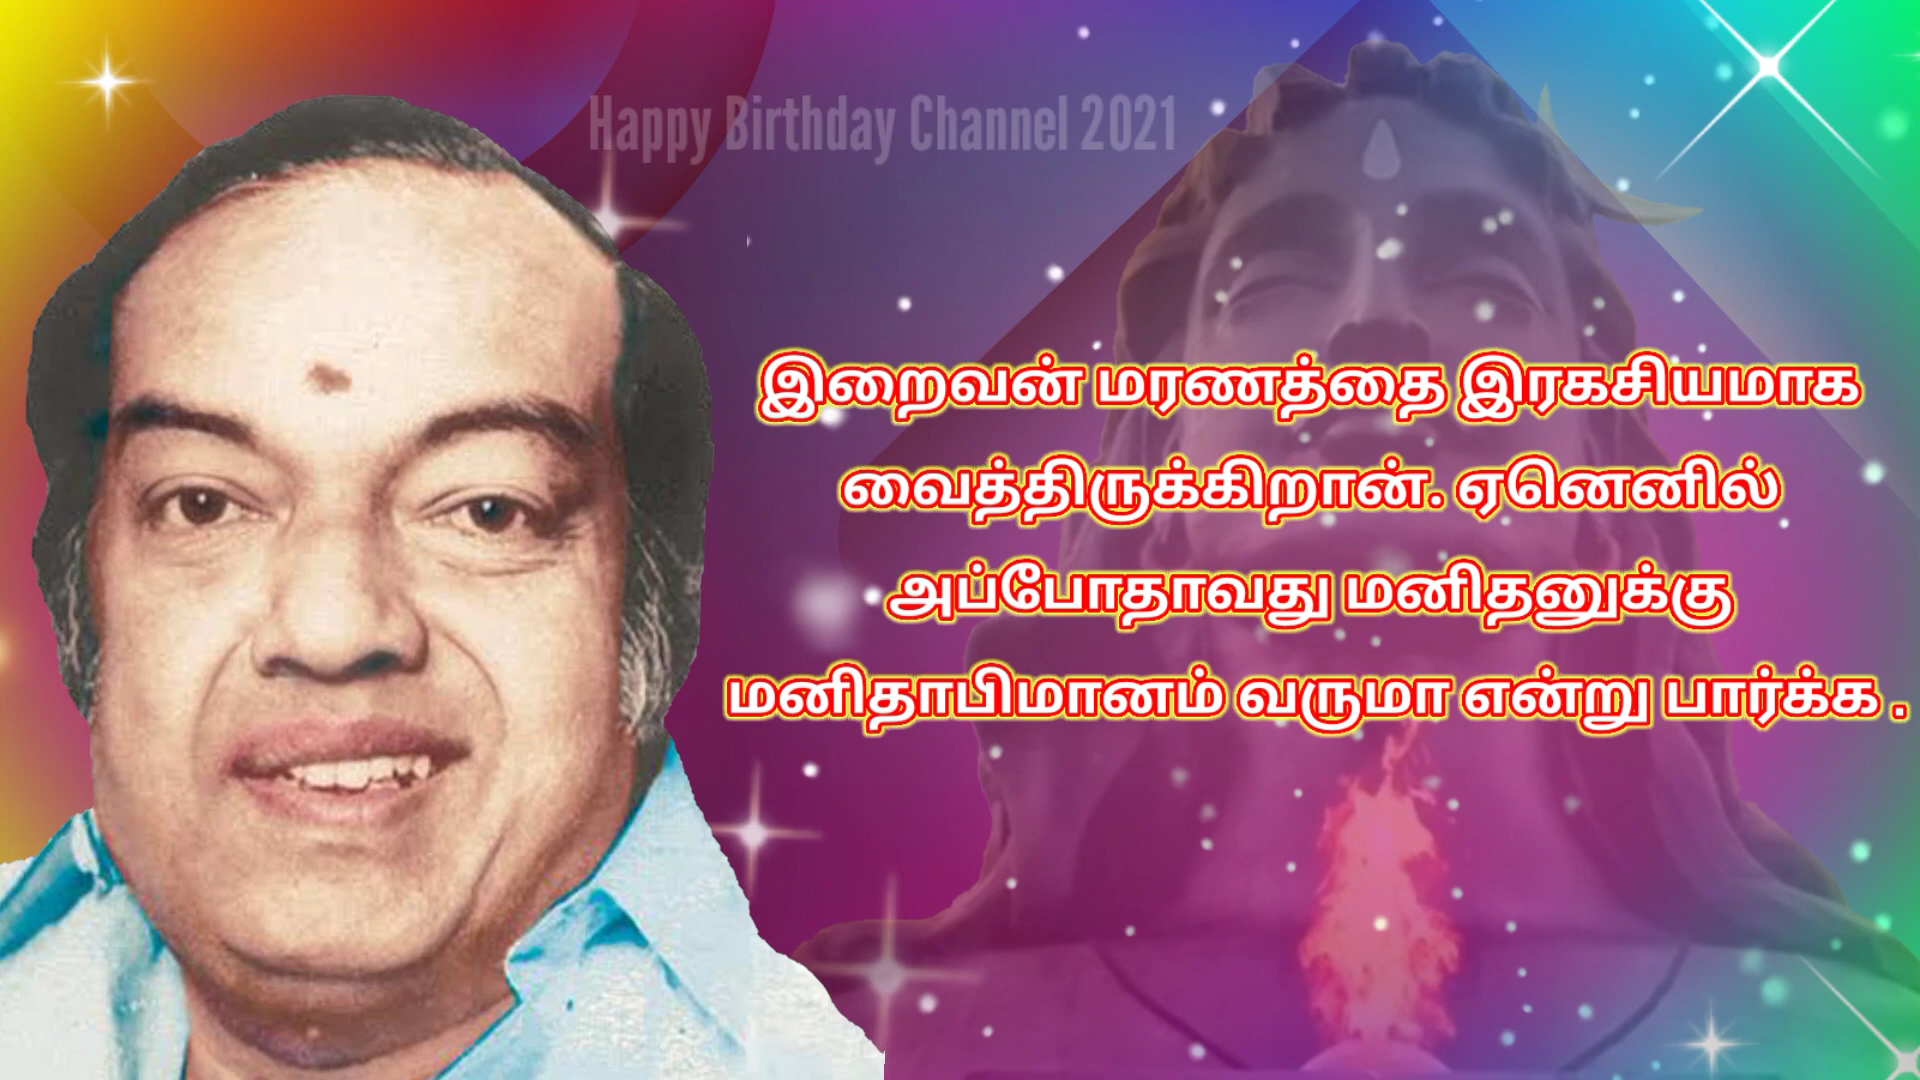 Happy Birthday Channel 2021
இறைவன் மரணத்தை இரகசியமாக
வைத்திருக்கிறான். ஏனெனில்
அப்போதாவது மனிதனுக்கு
மனிதாபிமானம் வருமா என்று பார்க்க .